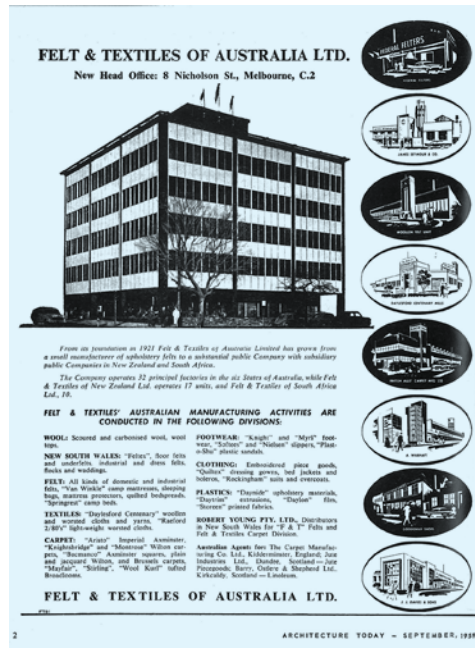 FELT & TEXTILES OF AUSTRALIA LTD.
New Head Office: 8 Nicholson St., Melbourne, C.2
FEDERAL FELTERS
JAMES SEYMOUR & CO.
From its foundation in 1921 Felt & Textiles of Australia Limited has grown from
a small manufacturer of upholstery felts to a substantial public Company with subsidiary
public Companies in New Zealand and South Africa.
The Company operates 32 principal factories in the six States of Australia, while Felt
& Textiles of New Zealand Ltd. operates 17 units, and Felt & Textiles of South Africa
Ltd., 10.
FELT & TEXTILES' AUSTRALIAN MANUFACTURING ACTIVITIES ARE
CONDUCTED IN THE FOLLOWING DIVISIONS:
WOOL: Scoured and carbonised wool, wool
tops.
NEW SOUTH WALES: "Feltex", floor felts
and underfelts, industrial and dress felts,
flocks and waddings.
FELT: All kinds of domestic and industrial
felts, "Van Winkle" camp mattresses, sleeping
bags, mattress protectors, quilted bedspreads,
"Springrest" camp beds.
TEXTILES: "Daylesford Centenary" woollen
and worsted cloths and yarns,
light-weight worsted cloths.
CARPET: Imperial Axminster,
"Knightsbridge" and "Montrose" Wilton car-
pets, Axminster squares, plain
and jacquard Wilton, and Brussels carpets,
"Mayfair", "Stirling", "Wool Kurl" tufted
Broadlooms.
FOOTWEAR: "Knight" and foot-
wear, and "Nielsen" slippers, "Plast-
o-Shu" plastic sandals.
CLOTHING: Embroidered piece goods,
"Quiltex" dressing gowns, bed jackets and
boleros, "Rockingham" suits and overcoats.
PLASTICS: "Daynide" upholstery materials,
extrusions, film,
printed fabrics.
ROBERT YOUNG PTY. LTD., Distributors
in New South Wales for "F & T" Felts and
Felt & Textiles Carpet Division.
Australian Agents for: The Carpet Manufac-
turing Co. Ltd., Kidderminster, England; Jute
Industries Ltd., Dundee, Scotland—Jute
Piecegoods; Barry, Ostlere & Shepherd Ltd.,
Kirkcaldy, Scotland—Linoleum.
FELT & TEXTILES OF AUSTRALIA LTD.
2
ARCHITECTURE TODAY – SEPTEMBER,